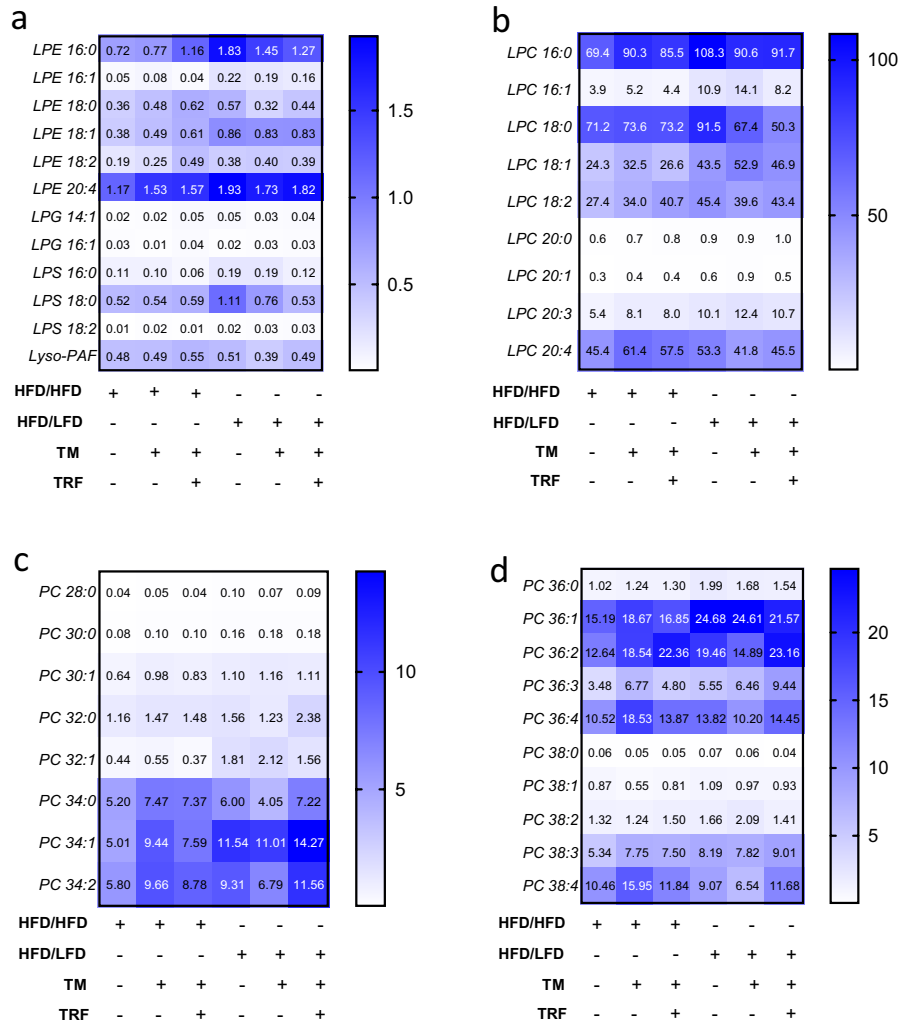 a
LPE 16:0 0.72 0.77 1.16 1.83 1.45 1.27
LPE 16:1 0.05 0.08 0.04 0.22 0.19 0.16
LPE 18:0 0.36 0.48 0.62 0.57 0.32 0.44
LPE 18:1 0.38 0.49 0.61 0.86 0.83 0.83
LPE 18:2 0.19 0.25 0.49 0.38 0.40 0.39
LPE 20:4 1.17 1.53 1.57 1.93 1.73 1.82
LPG 14:1 0.02 0.02 0.05 0.05 0.03 0.04
LPG 16:1 0.03 0.01 0.04 0.02 0.03 0.03
LPS 16:0 0.11 0.10 0.06 0.19 0.19 0.12
LPS 18:0 0.52 0.54 0.59 1.11 0.76 0.53
LPS 18:2 0.01 0.02 0.01 0.02 0.03 0.03
Lyso-PAF 0.48 0.49 0.55 0.51 0.39 0.49
1.5
1.0
0.5
HFD/HFD + + + - - -
HFD/LFD - - - + + +
TM - + + - + +
TRF - - + - - +
b
LPC 16:0 69.4 90.3 85.5 108.3 90.6 91.7
LPC 16:1 3.9 5.2 4.4 10.9 14.1 8.2
LPC 18:0 71.2 73.6 73.2 91.5 67.4 50.3
LPC 18:1 24.3 32.5 26.6 43.5 52.9 46.9
LPC 18:2 27.4 34.0 40.7 45.4 39.6 43.4
LPC 20:0 0.6 0.7 0.8 0.9 0.9 1.0
LPC 20:1 0.3 0.4 0.4 0.6 0.9 0.5
LPC 20:3 5.4 8.1 8.0 10.1 12.4 10.7
LPC 20:4 45.4 61.4 57.5 53.3 41.8 45.5
100
50
HFD/HFD + + + - - -
HFD/LFD - - - + + +
TM - + + - + +
TRF - - + - - +
c
PC 28:0 0.04 0.05 0.04 0.10 0.07 0.09
PC 30:0 0.08 0.10 0.10 0.16 0.18 0.18
PC 30:1 0.64 0.98 0.83 1.10 1.16 1.11
PC 32:0 1.16 1.47 1.48 1.56 1.23 2.38
PC 32:1 0.44 0.55 0.37 1.81 2.12 1.56
PC 34:0 5.20 7.47 7.37 6.00 4.05 7.22
PC 34:1 5.01 9.44 7.59 11.54 11.01 14.27
PC 34:2 5.80 9.66 8.78 9.31 6.79 11.56
10
5
HFD/HFD + + + - - -
HFD/LFD - - - + + +
TM - + + - + +
TRF - - + - - +
d
PC 36:0 1.02 1.24 1.30 1.99 1.68 1.54
PC 36:1 15.19 18.67 16.85 24.68 24.61 21.57
PC 36:2 12.64 18.54 22.36 19.46 14.89 23.16
PC 36:3 3.48 6.77 4.80 5.55 6.46 9.44
PC 36:4 10.52 18.53 13.87 13.82 10.20 14.45
PC 38:0 0.06 0.05 0.05 0.07 0.06 0.04
PC 38:1 0.87 0.55 0.81 1.09 0.97 0.93
PC 38:2 1.32 1.24 1.50 1.66 2.09 1.41
PC 38:3 5.34 7.75 7.50 8.19 7.82 9.01
PC 38:4 10.46 15.95 11.84 9.07 6.54 11.68
20
15
10
5
HFD/HFD + + + - - -
HFD/LFD - - - + + +
TM - + + - + +
TRF - - + - - +